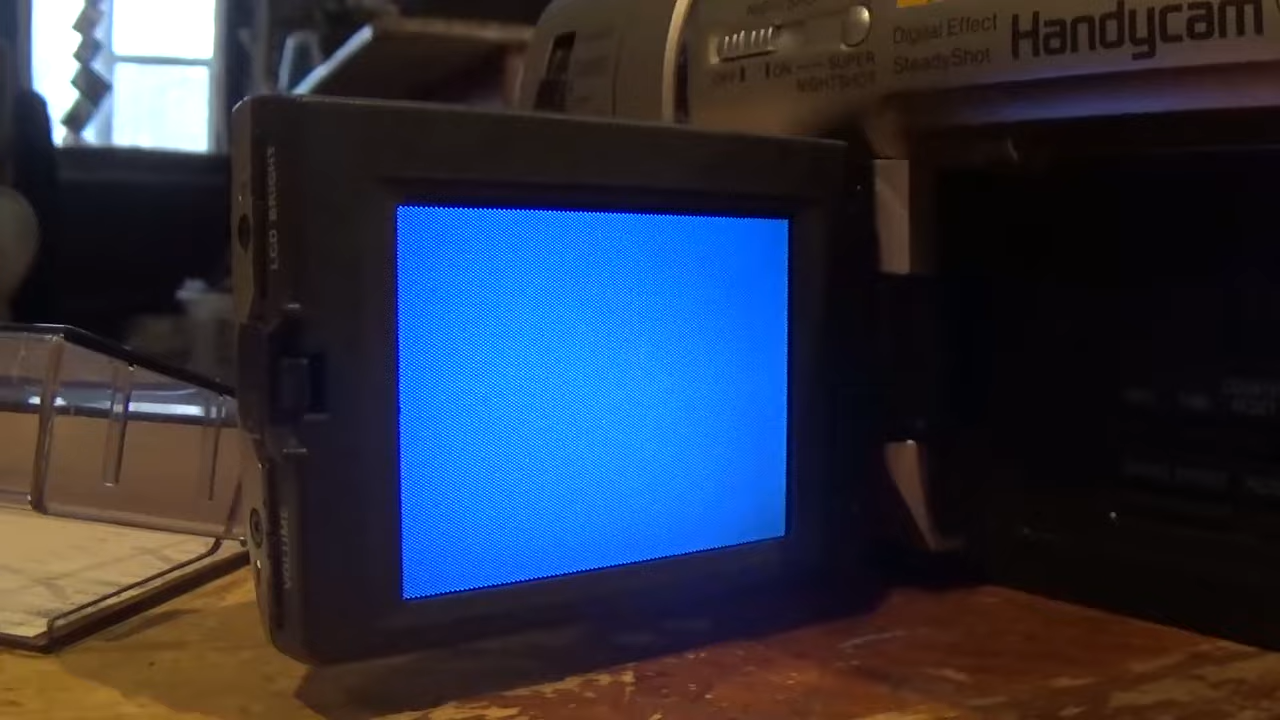 Digital Effect
Handycam
SteadyShot
OFF
ON
SUPER
NIGHTSHOT
LCD BRIGHT
VOLUME